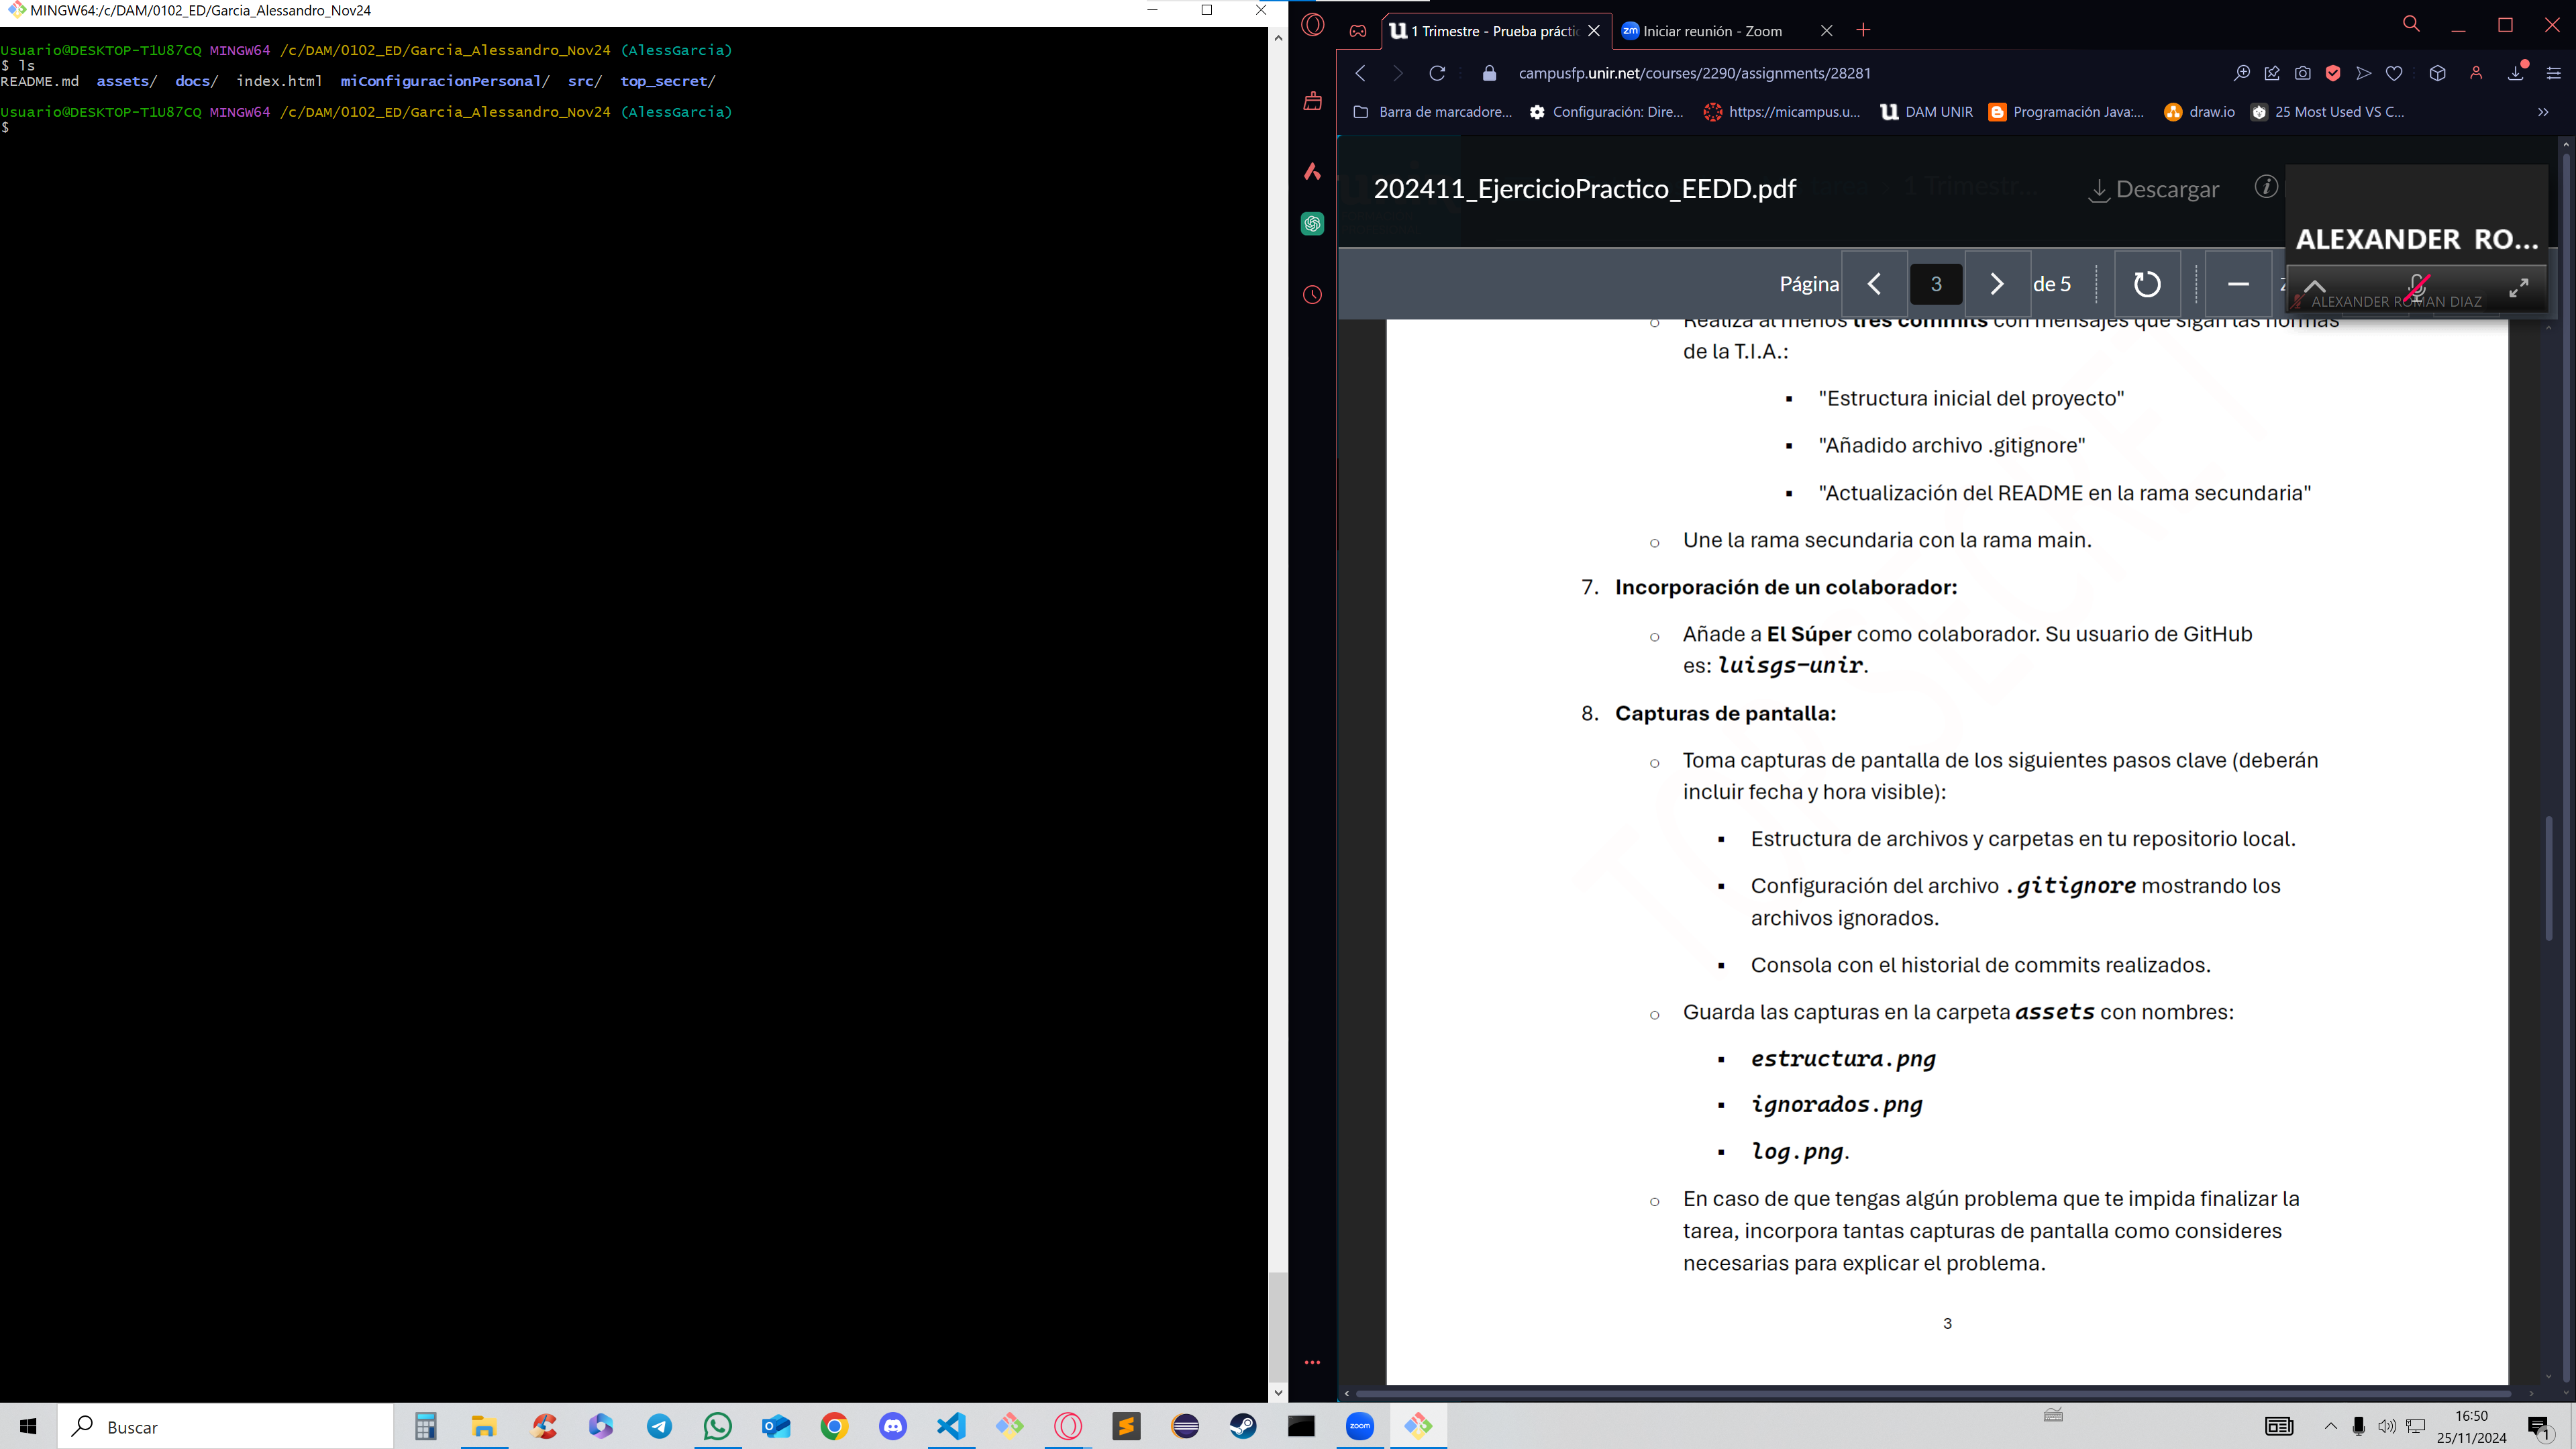 MINGW64:/c/DAM/0102_ED/Garcia_Alessandro_Nov24
Usuario@DESKTOP-T1U87CQ MINGW64 /c/DAM/0102_ED/Garcia_Alessandro_Nov24 (AlessGarcia)
$ ls
README.md assets/ docs/ index.html miConfiguracionPersonal/ src/ top_secret/
Usuario@DESKTOP-T1U87CQ MINGW64 /c/DAM/0102_ED/Garcia_Alessandro_Nov24 (AlessGarcia)
$
1 Trimestre - Prueba práctic
zm Iniciar reunión - Zoom
campusfp.unir.net/courses/2290/assignments/28281
Barra de marcadore... Configuración: Dire... https://micampus.u... DAM UNIR Programación Java:... draw.io 25 Most Used VS C...
202411_EjercicioPractico_EEDD.pdf
Descargar
ALEXANDER RO...
ALEXANDER ROMAN DIAZ
Página 3 de 5
Realiza al menos tres commits con mensajes que sigan las normas
de la T.I.A.:
"Estructura inicial del proyecto"
"Añadido archivo .gitignore"
"Actualización del README en la rama secundaria"
Une la rama secundaria con la rama main.
7. Incorporación de un colaborador:
Añade a El Súper como colaborador. Su usuario de GitHub
es: luisgs-unir.
8. Capturas de pantalla:
Toma capturas de pantalla de los siguientes pasos clave (deberán
incluir fecha y hora visible):
Estructura de archivos y carpetas en tu repositorio local.
Configuración del archivo .gitignore mostrando los
archivos ignorados.
Consola con el historial de commits realizados.
Guarda las capturas en la carpeta assets con nombres:
estructura.png
ignorados.png
log.png.
En caso de que tengas algún problema que te impida finalizar la
tarea, incorpora tantas capturas de pantalla como consideres
necesarias para explicar el problema.
3
Buscar
zoom
16:50
25/11/2024
1